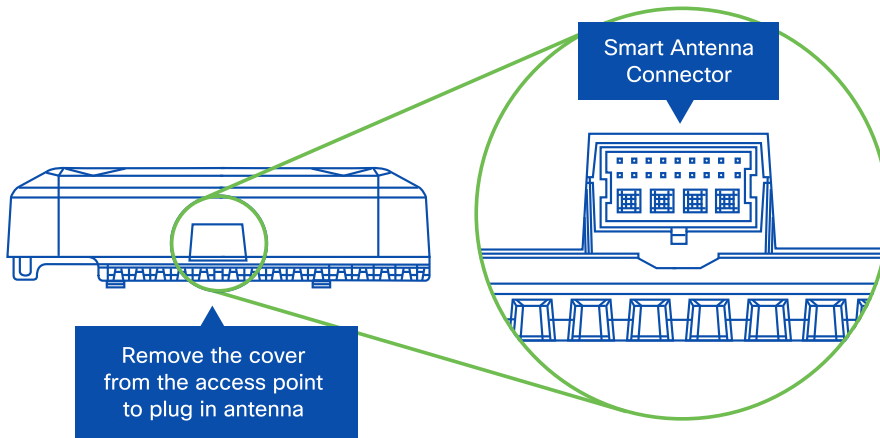 Smart Antenna
Connector
Remove the cover
from the access point
to plug in antenna